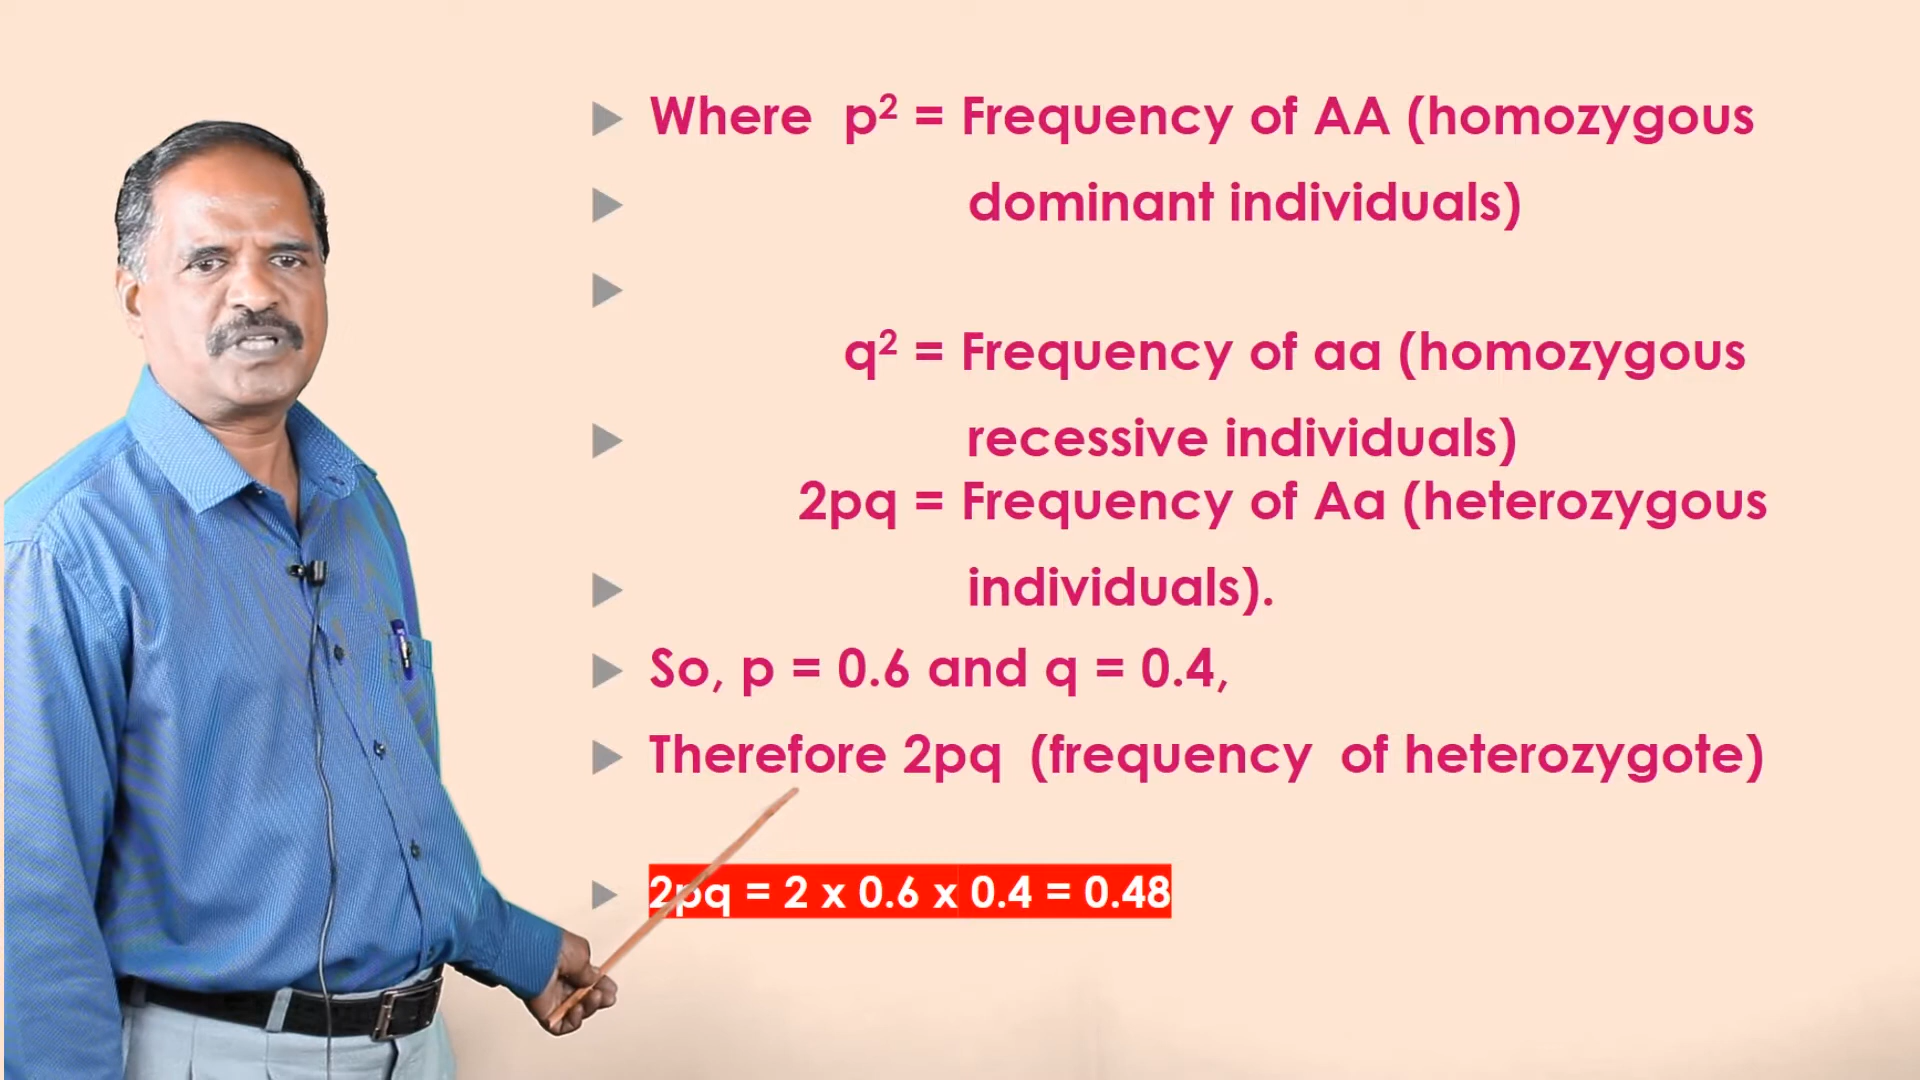 Where p² = Frequency of AA (homozygous
dominant individuals)
q² = Frequency of aa (homozygous
recessive individuals)
2pq = Frequency of Aa (heterozygous
individuals).
So, p = 0.6 and q = 0.4,
Therefore 2pq (frequency of heterozygote)
2pq = 2 x 0.6 x 0.4 = 0.48